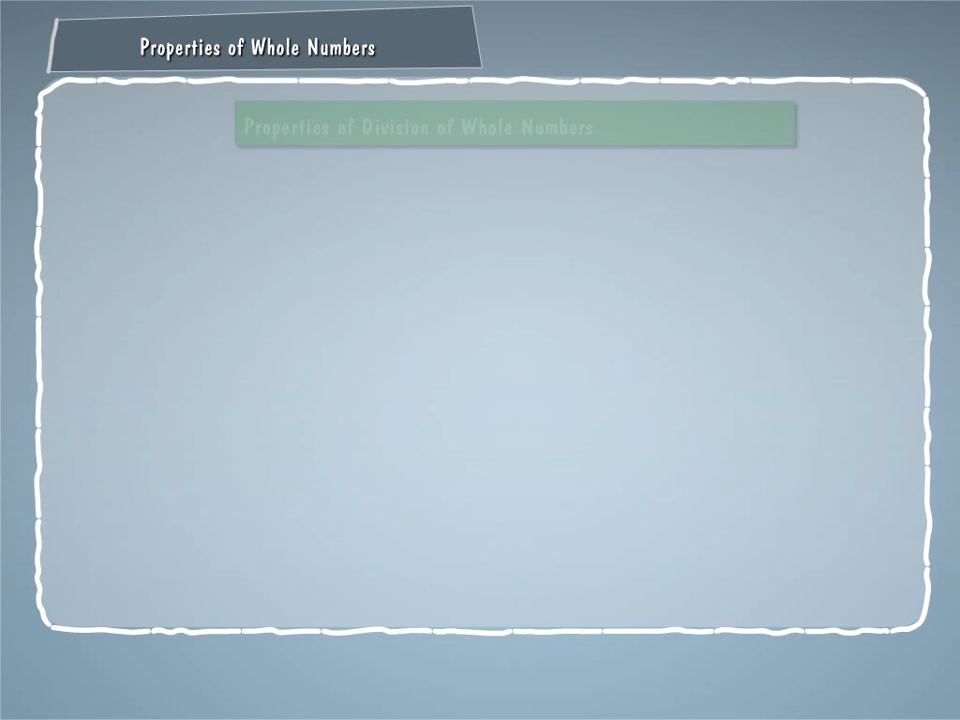 Properties of Whole Numbers
Properties of Division of Whole Numbers